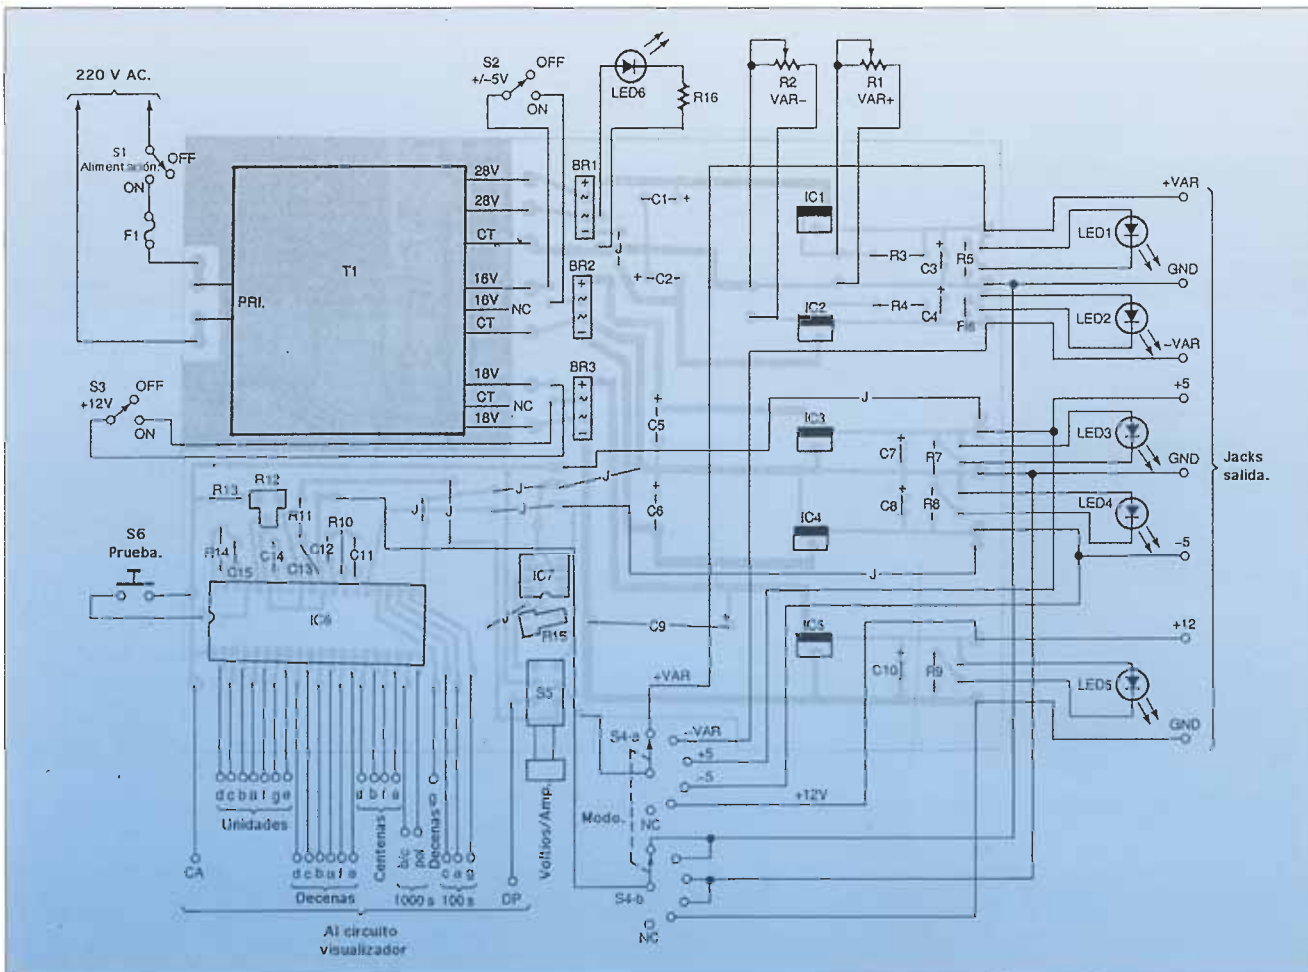 220 V AC.
S1
Alimentación.
OFF
ON
F1
PRI.
T1
28V
28V
CT
16V
16V
NC
CT
18V
CT
NC
18V
S2
+/-5V
OFF
ON
LED6
R16
R2
VAR-
R1
VAR+
BR1
+
~
~
-
BR2
+
~
~
-
BR3
+
~
~
-
C1 +
J
+ C2
IC1
IC2
R3
C3
+
R5
R4
C4
+
R6
+VAR
LED1
GND
LED2
-VAR
+5
LED3
GND
LED4
-5
+12
LED5
GND
Jacks
salida.
S3
+12V
OFF
ON
+
C5
+
C6
IC3
IC4
J
+
C7
R7
+
C8
R8
J
J
J
J
J
J
R13
R12
R11
R10
R14
C15
C14
C13
C12
C11
S6
Prueba.
IC6
IC7
J
R15
C9
+
IC5
+
C10
R9
S5
Voltios/Amp.
+VAR
S4-a
-VAR
+5
-5
+12V
NC
Modo.
S4-b
NC
d c b a f g e
Unidades
d b f e
Centenas
g
Decenas
CA
d c b a f e
Decenas
b/c
pol
1000 s
c a g
100 s
DP
Al circuito
visualizador